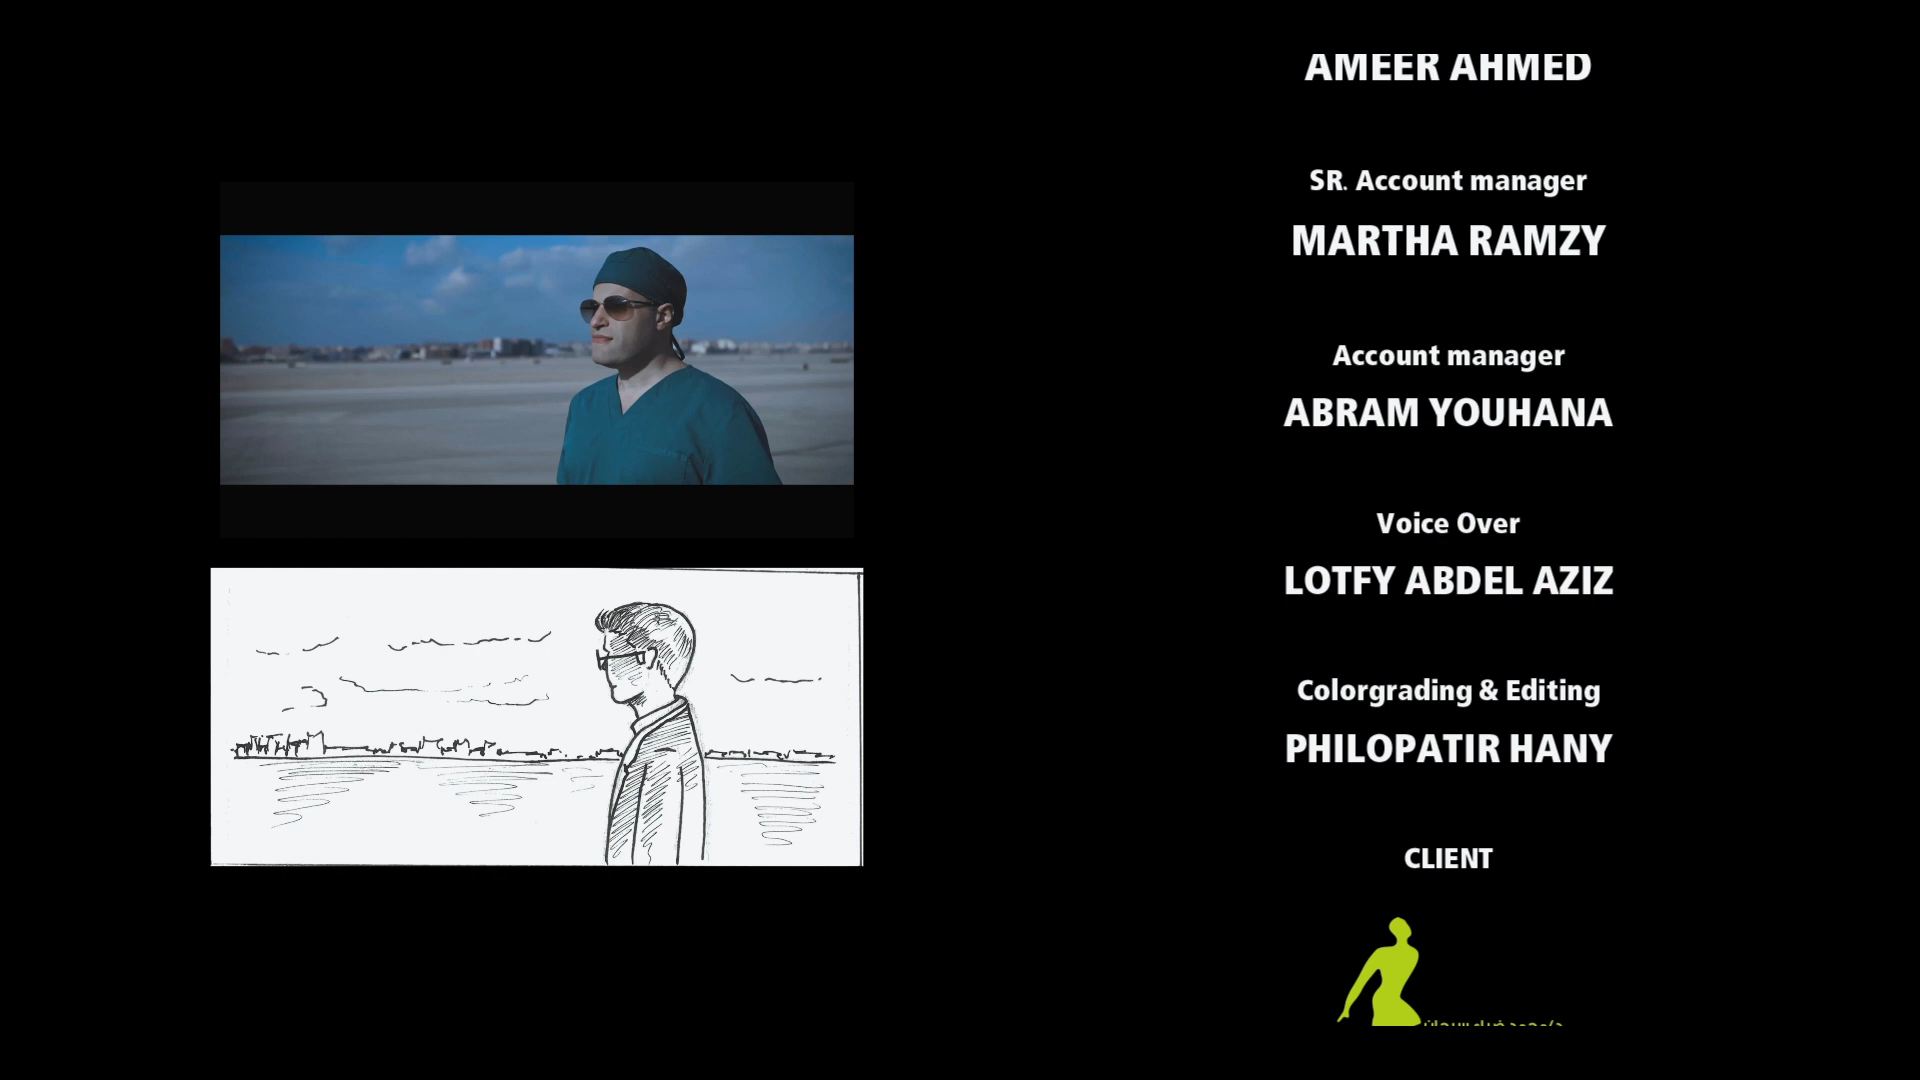 AMEER AHMED
SR. Account manager
MARTHA RAMZY
Account manager
ABRAM YOUHANA
Voice Over
LOTFY ABDEL AZIZ
Colorgrading & Editing
PHILOPATIR HANY
CLIENT